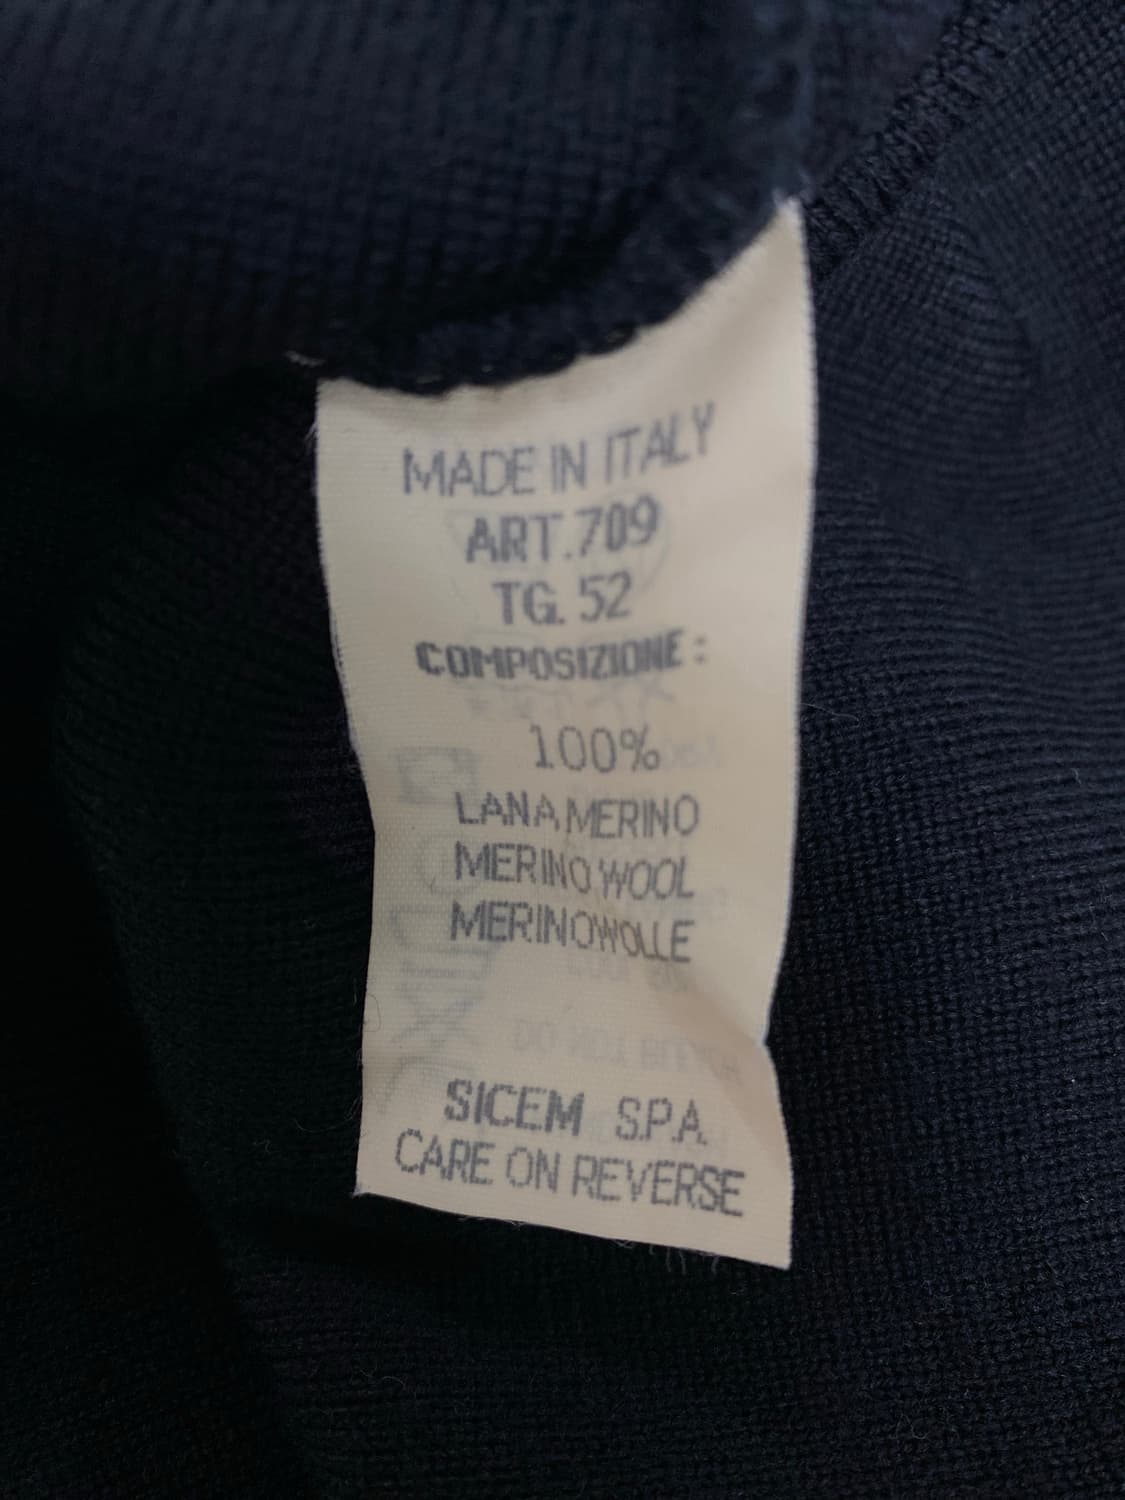 MADE IN ITALY
ART.709
TG. 52
COMPOSIZIONE :
100%
LANA MERINO
MERINO WOOL
MERINOWOLLE
SICEM S.P.A.
CARE ON REVERSE